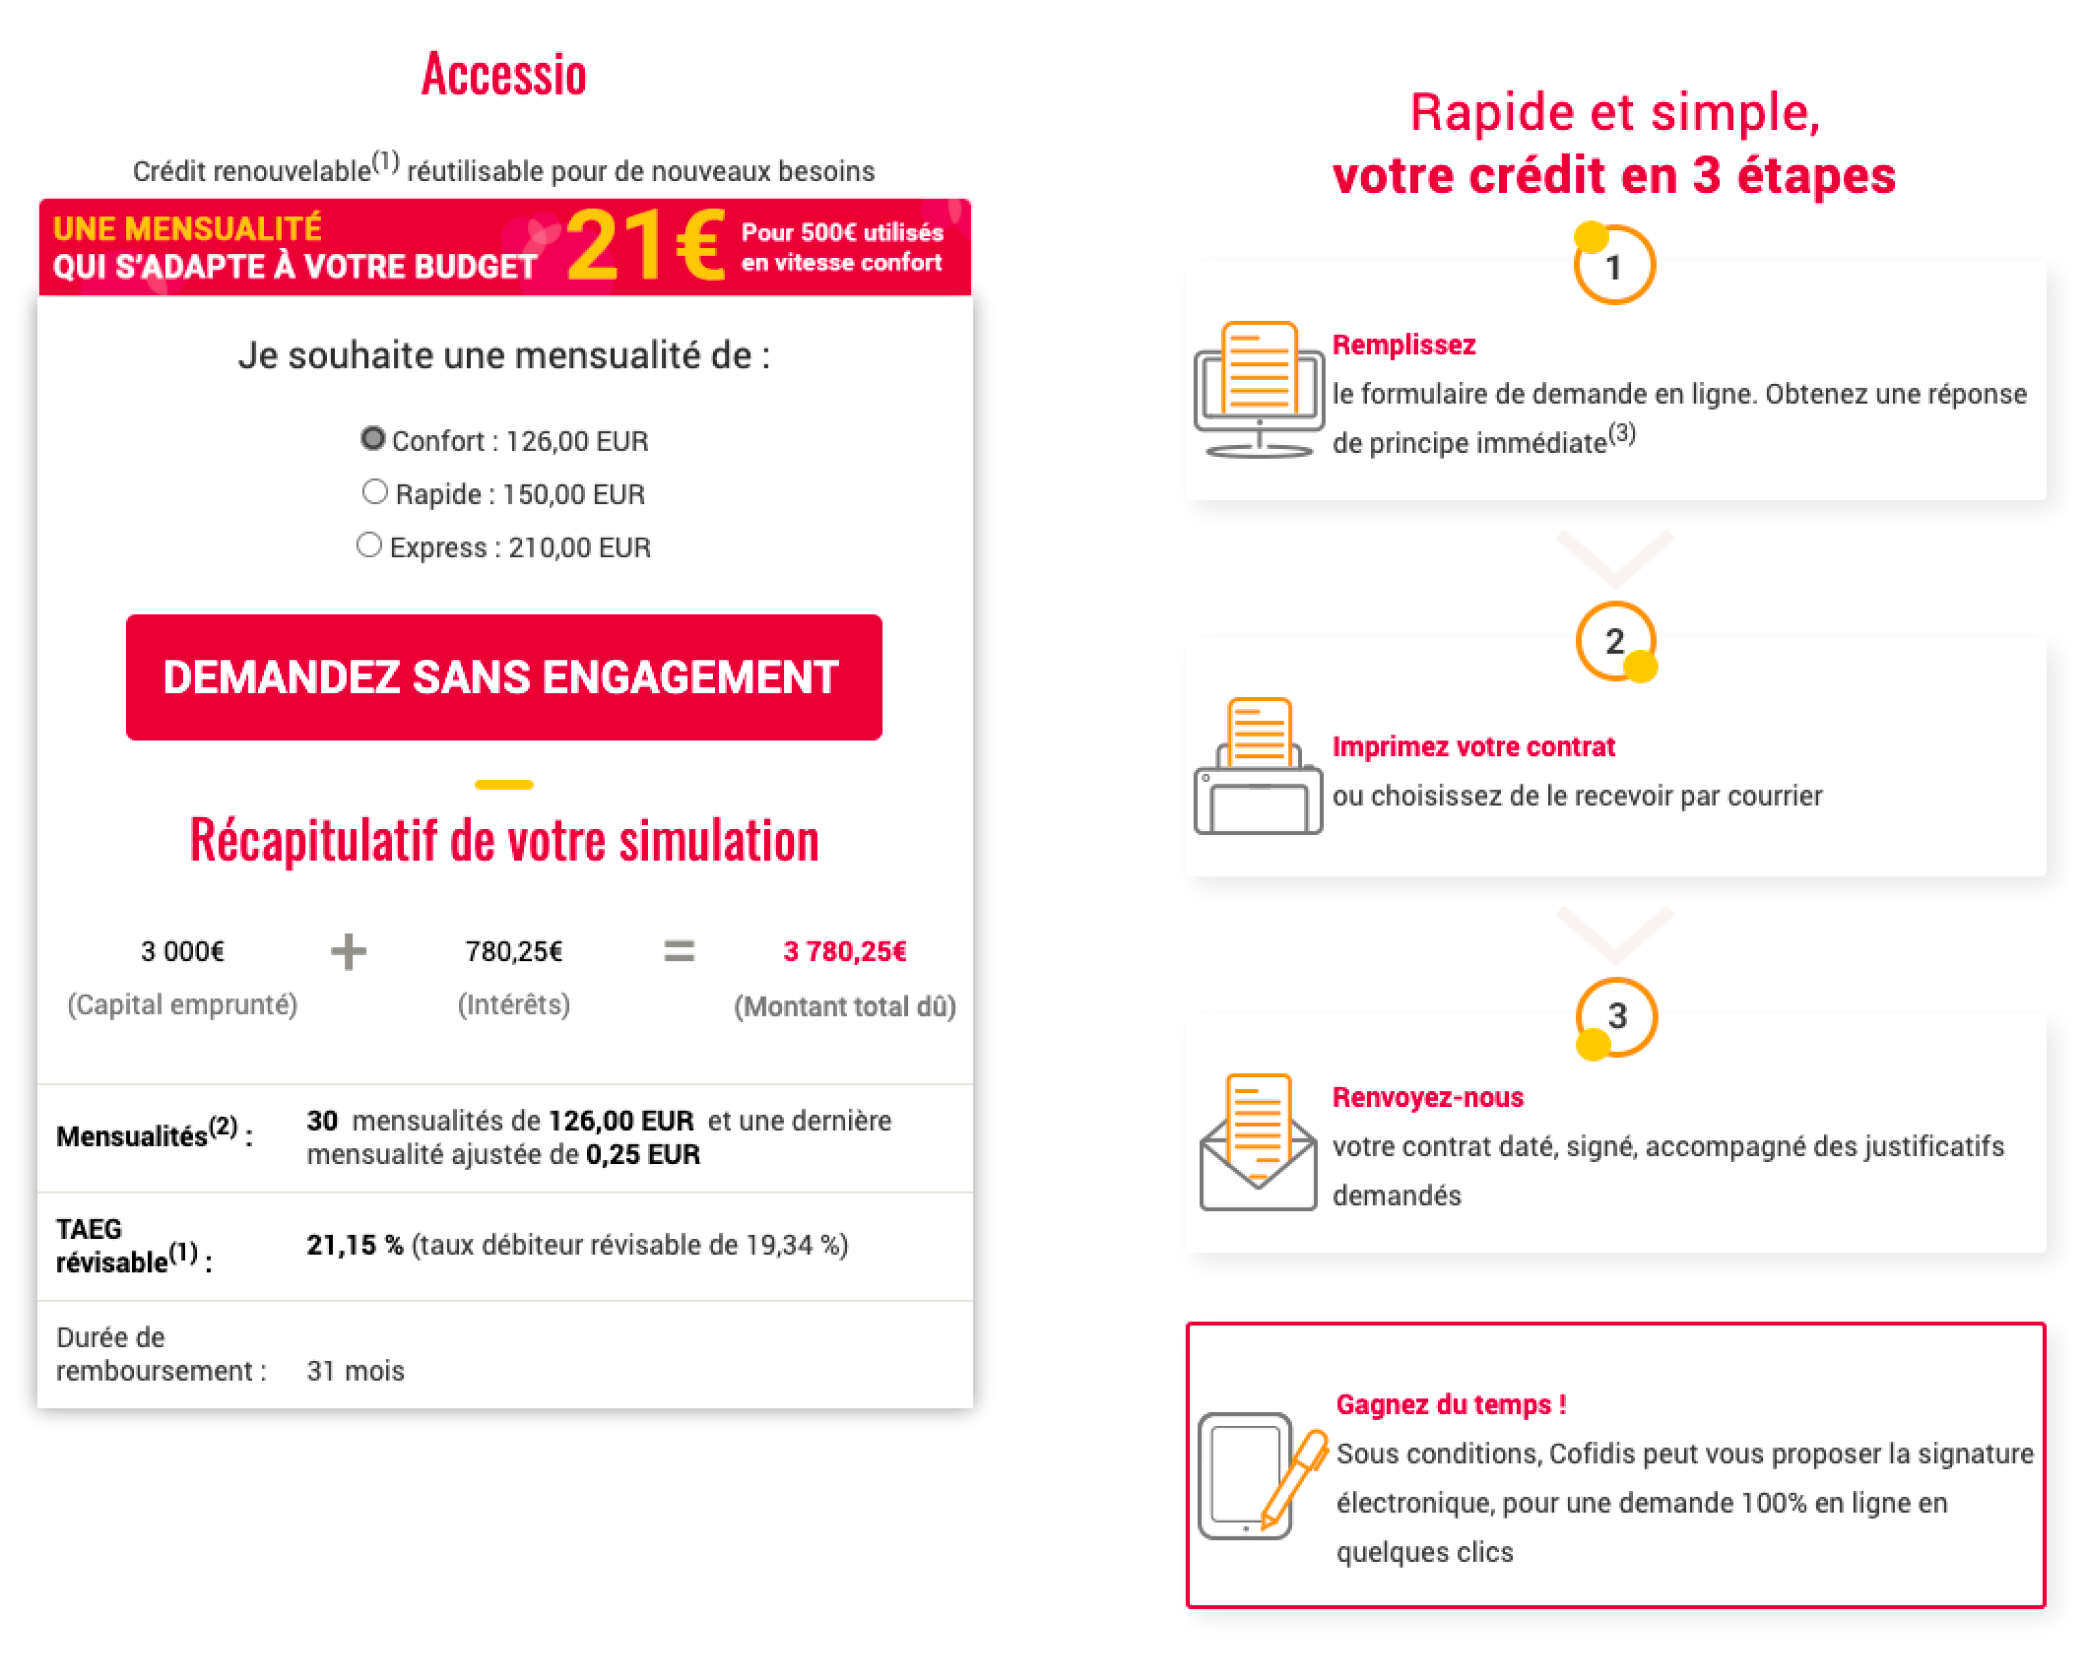 Accessio
Crédit renouvelable(1) réutilisable pour de nouveaux besoins
UNE MENSUALITÉ
QUI S'ADAPTE À VOTRE BUDGET
21€
Pour 500€ utilisés
en vitesse confort
Je souhaite une mensualité de :
Confort : 126,00 EUR
Rapide : 150,00 EUR
Express : 210,00 EUR
DEMANDEZ SANS ENGAGEMENT
Récapitulatif de votre simulation
3 000€ + 780,25€ = 3 780,25€
(Capital emprunté) (Intérêts) (Montant total dû)
Mensualités(2) :
30 mensualités de 126,00 EUR et une dernière
mensualité ajustée de 0,25 EUR
TAEG
révisable(1) :
21,15 % (taux débiteur révisable de 19,34 %)
Durée de
remboursement :
31 mois
Rapide et simple,
votre crédit en 3 étapes
1
Remplissez
le formulaire de demande en ligne. Obtenez une réponse
de principe immédiate(3)
2
Imprimez votre contrat
ou choisissez de le recevoir par courrier
3
Renvoyez-nous
votre contrat daté, signé, accompagné des justificatifs
demandés
Gagnez du temps !
Sous conditions, Cofidis peut vous proposer la signature
électronique, pour une demande 100% en ligne en
quelques clics